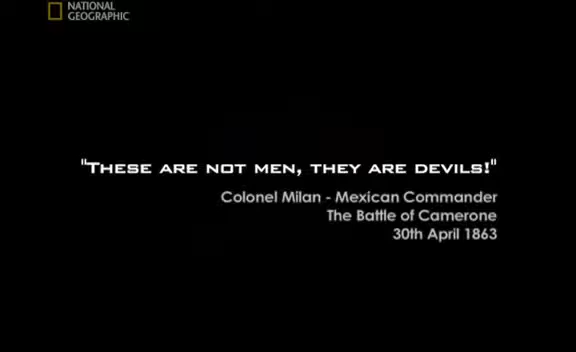 NATIONAL
GEOGRAPHIC
"THESE ARE NOT MEN, THEY ARE DEVILS!"
Colonel Milan - Mexican Commander
The Battle of Camerone
30th April 1863